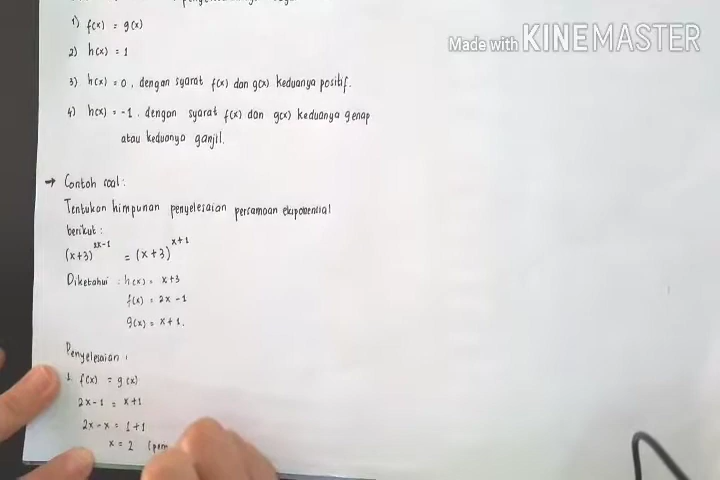 1) f(x) = g(x)
2) h(x) = 1
3) h(x) = 0, dengan syarat f(x) dan g(x) keduanya positif.
4) h(x) = -1. dengan syarat f(x) dan g(x) keduanya genap
atau keduanya ganjil.
→ Contoh soal:
Tentukan himpunan penyelesaian persamaan eksponensial
berikut:
(x+3)^2x-1 = (x+3)^x+1
Diketahui : h(x) = x+3
f(x) = 2x-1
g(x) = x+1.
Penyelesaian :
1. f(x) = g(x)
2x-1 = x+1
2x-x = 1+1
x = 2
Made with KINEMASTER